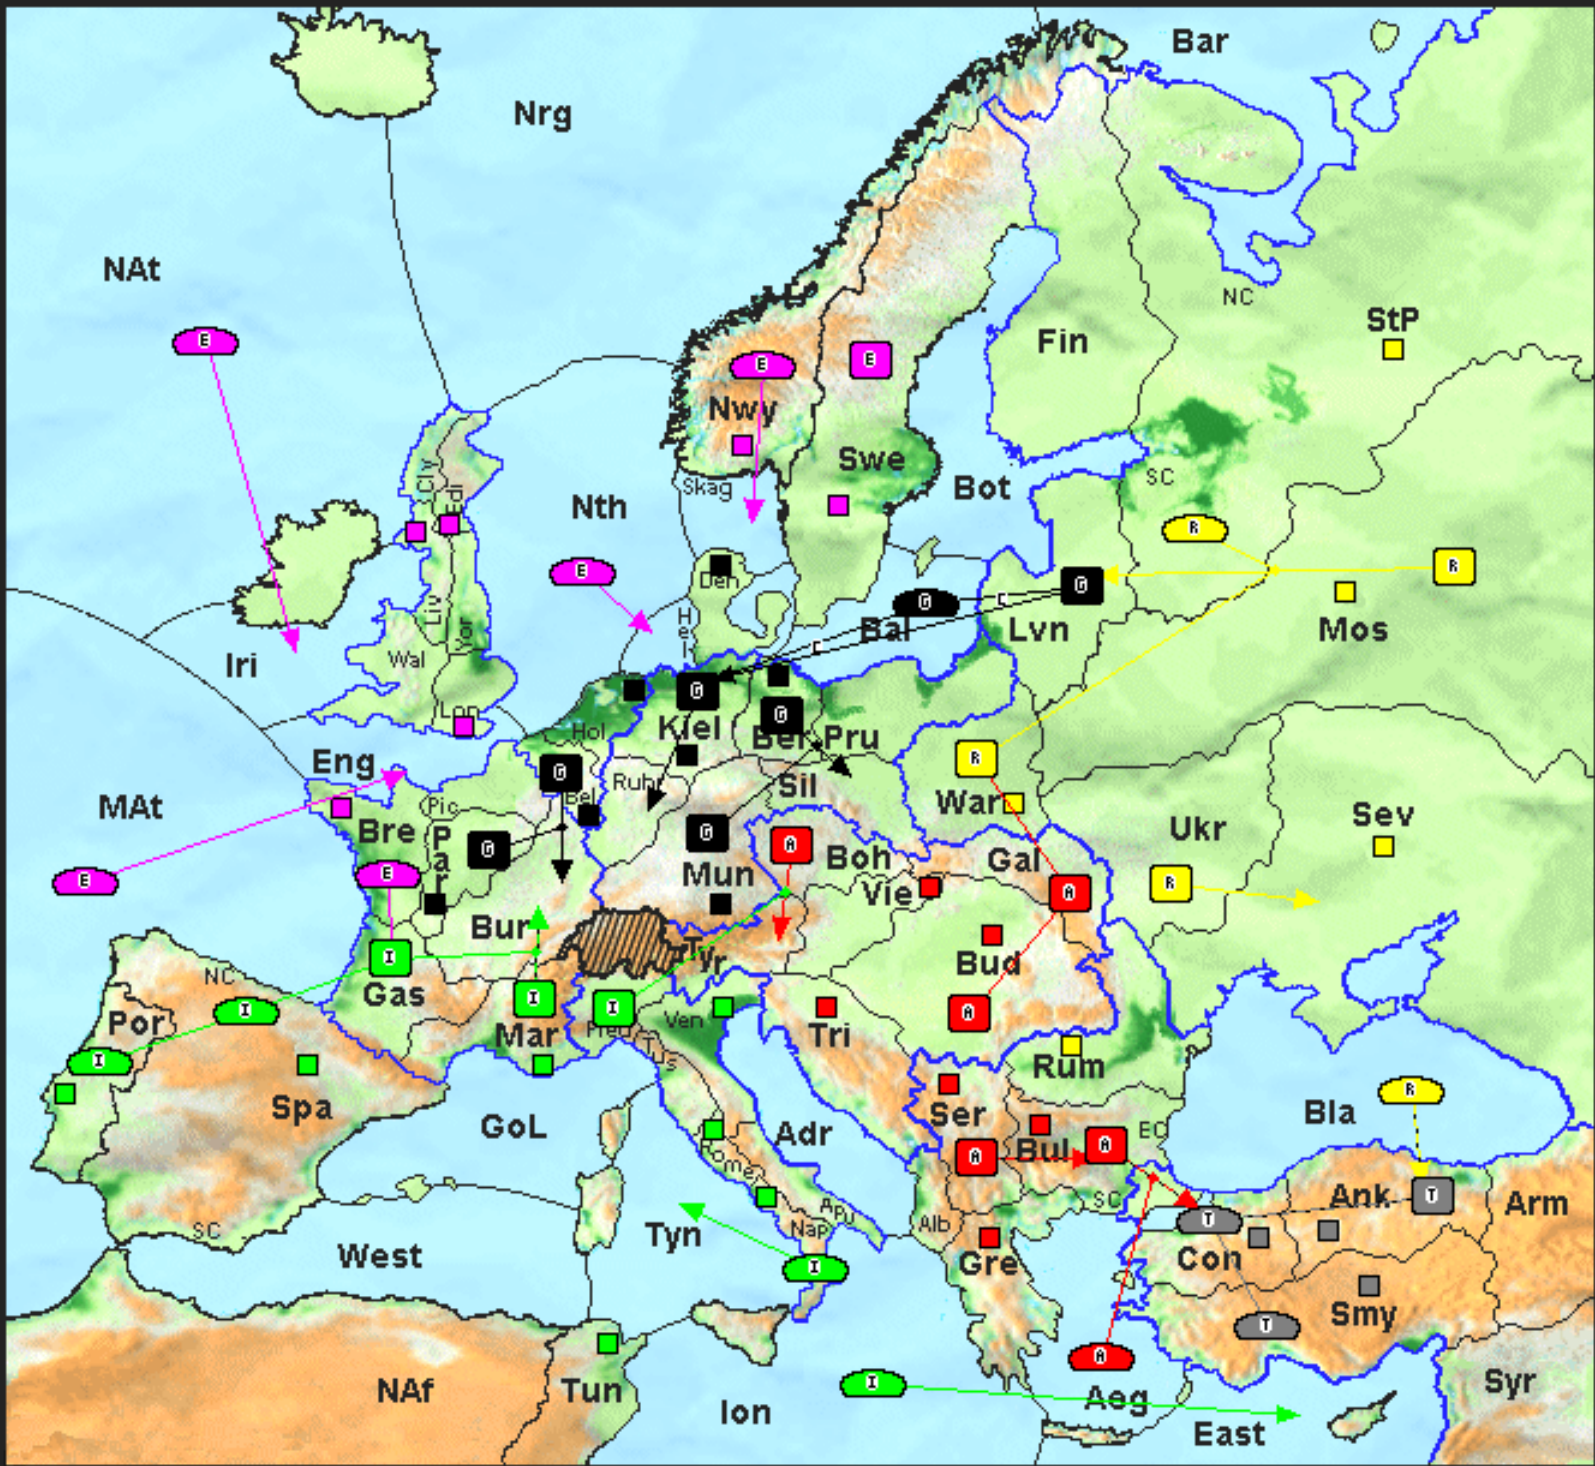 Bar
Nrg
NAt
NC
StP
Fin
E
E
E
Nwy
Swe
SC
Cly
Edi
Skag
Bot
Nth
R
R
E
Den
G
G
C
Hel
Bal
Lvn
Mos
Liv
Yor
Wal
Iri
C
G
G
Lon
Hol
Kiel
Ber
Pru
Eng
G
R
Ruhr
Sil
Bel
War
MAt
Pic
Bre
Par
G
G
A
Boh
Gal
Ukr
Sev
E
E
Mun
Vie
A
R
Bur
Tyr
Bud
I
NC
Gas
I
I
I
A
Por
Mar
Pied
Ven
Tus
Tri
Rum
I
R
Spa
GoL
Adr
Ser
Bla
Rome
A
Bul
A
EC
Ank
T
Arm
SC
Apu
Nap
Alb
SC
T
West
Tyn
Gre
Con
I
Smy
T
A
NAf
Tun
I
Aeg
Syr
Ion
East